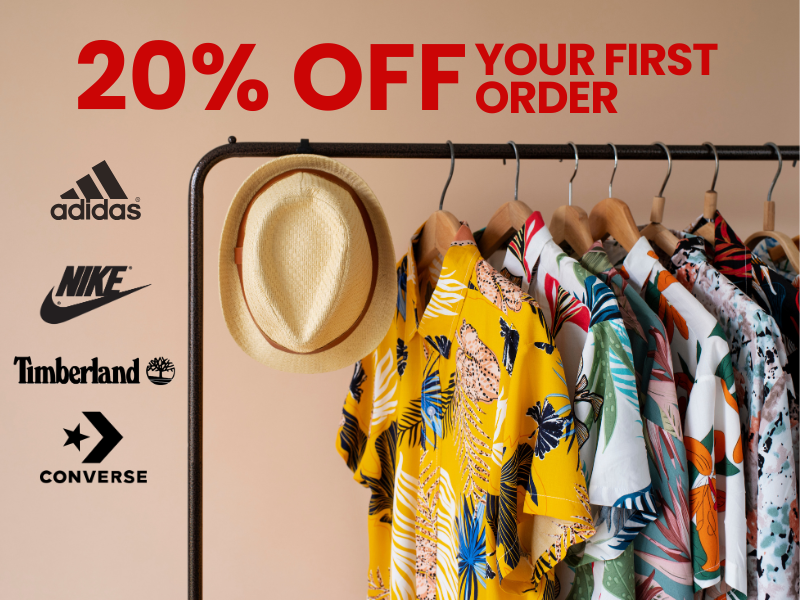 20% OFF YOUR FIRST
ORDER
adidas®
NIKE®
Timberland
CONVERSE